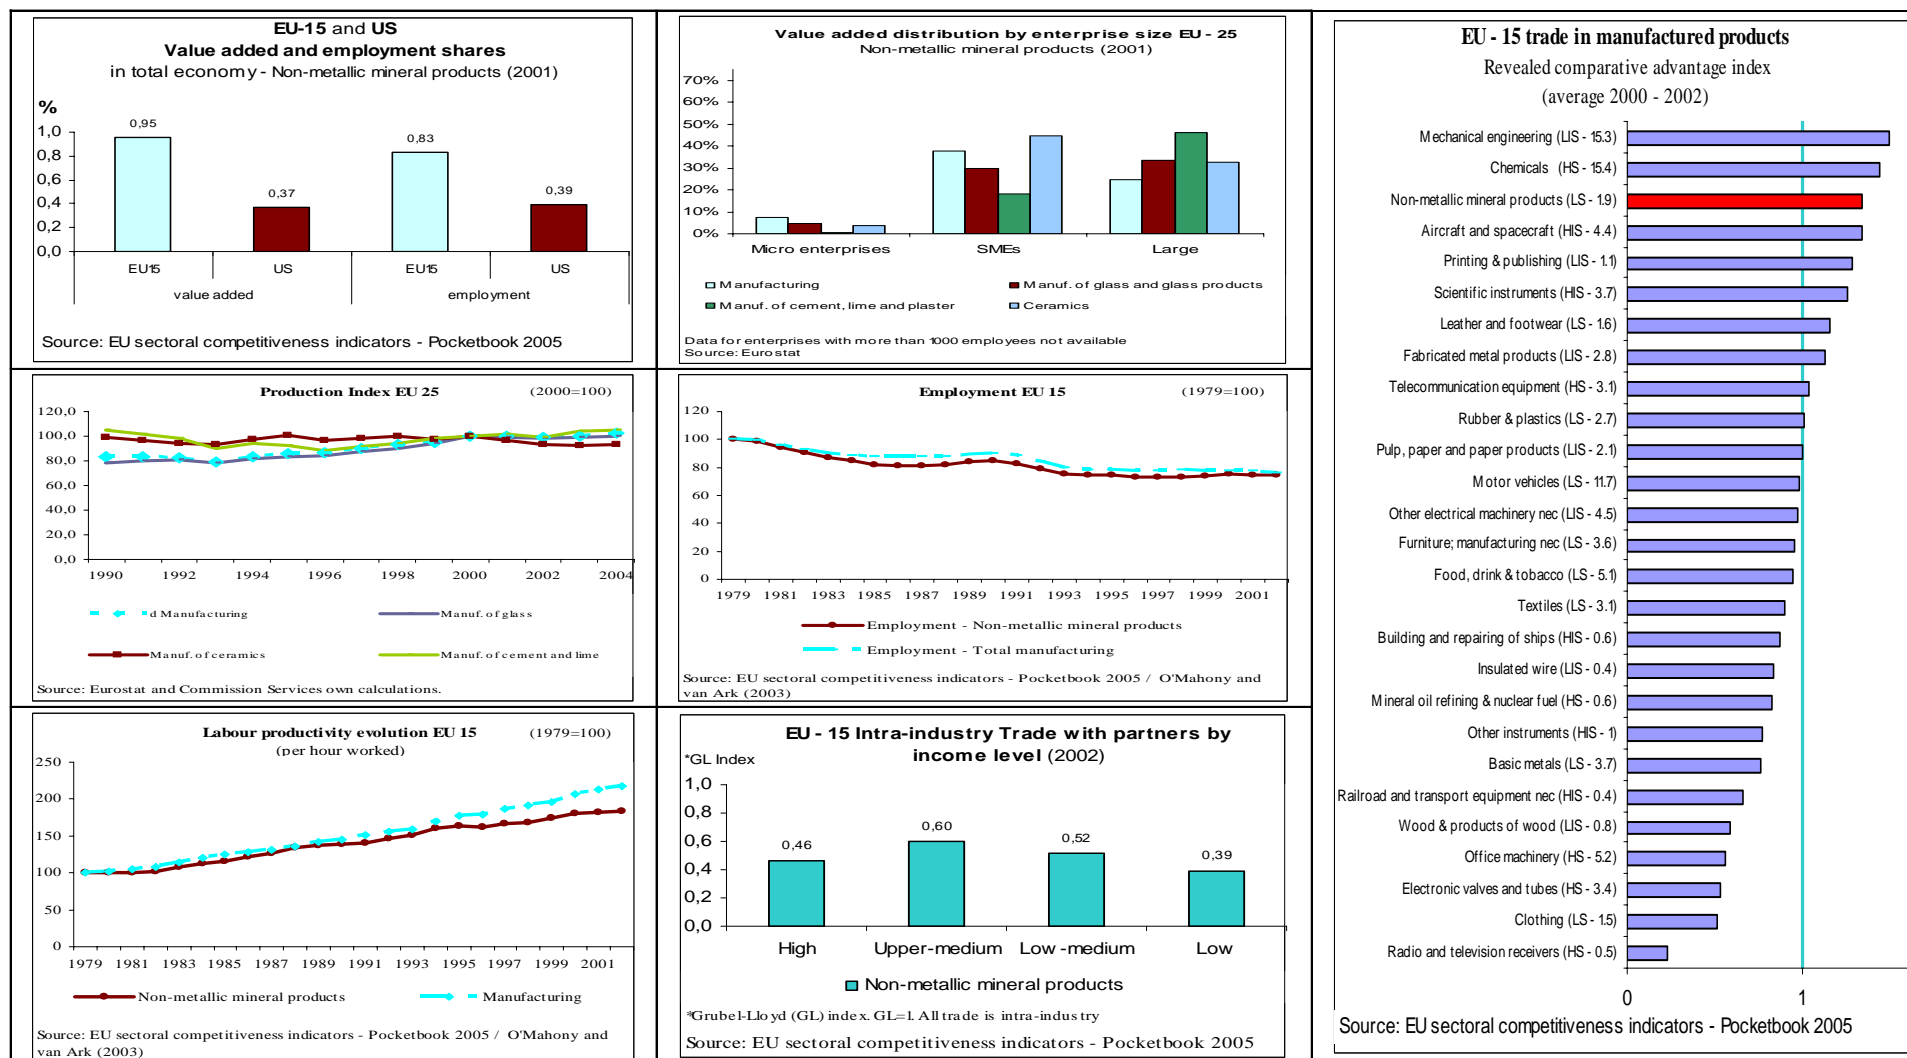 EU-15 and US
Value added and employment shares
in total economy - Non-metallic mineral products (2001)
%
1,0
0,8
0,6
0,4
0,2
0,0
0,95
0,37
0,83
0,39
EU15
US
EU15
US
value added
employment
Source: EU sectoral competitiveness indicators - Pocketbook 2005
Value added distribution by enterprise size EU - 25
Non-metallic mineral products (2001)
70%
60%
50%
40%
30%
20%
10%
0%
Micro enterprises
SMEs
Large
Manufacturing
Manuf. of glass and glass products
Manuf. of cement, lime and plaster
Ceramics
Data for enterprises with more than 1000 employees not available
Source: Eurostat
Production Index EU 25 (2000=100)
120,0
100,0
80,0
60,0
40,0
20,0
0,0
1990
1992
1994
1996
1998
2000
2002
2004
d Manufacturing
Manuf. of glass
Manuf. of ceramics
Manuf. of cement and lime
Source: Eurostat and Commission Services own calculations.
Employment EU 15 (1979=100)
120
100
80
60
40
20
0
1979
1981
1983
1985
1987
1989
1991
1993
1995
1997
1999
2001
Employment - Non-metallic mineral products
Employment - Total manufacturing
Source: EU sectoral competitiveness indicators - Pocketbook 2005 / O'Mahony and
van Ark (2003)
Labour productivity evolution EU 15 (1979=100)
(per hour worked)
250
200
150
100
50
0
1979
1981
1983
1985
1987
1989
1991
1993
1995
1997
1999
2001
Non-metallic mineral products
Manufacturing
Source: EU sectoral competitiveness indicators - Pocketbook 2005 / O'Mahony and
van Ark (2003)
EU - 15 Intra-industry Trade with partners by
income level (2002)
*GL Index
1,0
0,8
0,6
0,4
0,2
0,0
0,46
0,60
0,52
0,39
High
Upper-medium
Low -medium
Low
Non-metallic mineral products
*Grubel-Lloyd (GL) index. GL=1. All trade is intra-industry
Source: EU sectoral competitiveness indicators - Pocketbook 2005
EU - 15 trade in manufactured products
Revealed comparative advantage index
(average 2000 - 2002)
Mechanical engineering (LIS - 15.3)
Chemicals (HS - 15.4)
Non-metallic mineral products (LS - 1.9)
Aircraft and spacecraft (HIS - 4.4)
Printing & publishing (LIS - 1.1)
Scientific instruments (HIS - 3.7)
Leather and footwear (LS - 1.6)
Fabricated metal products (LIS - 2.8)
Telecommunication equipment (HS - 3.1)
Rubber & plastics (LS - 2.7)
Pulp, paper and paper products (LIS - 2.1)
Motor vehicles (LS - 11.7)
Other electrical machinery nec (LIS - 4.5)
Furniture; manufacturing nec (LS - 3.6)
Food, drink & tobacco (LS - 5.1)
Textiles (LS - 3.1)
Building and repairing of ships (HIS - 0.6)
Insulated wire (LIS - 0.4)
Mineral oil refining & nuclear fuel (HS - 0.6)
Other instruments (HIS - 1)
Basic metals (LS - 3.7)
Railroad and transport equipment nec (HIS - 0.4)
Wood & products of wood (LIS - 0.8)
Office machinery (HS - 5.2)
Electronic valves and tubes (HS - 3.4)
Clothing (LS - 1.5)
Radio and television receivers (HS - 0.5)
0
1
Source: EU sectoral competitiveness indicators - Pocketbook 2005